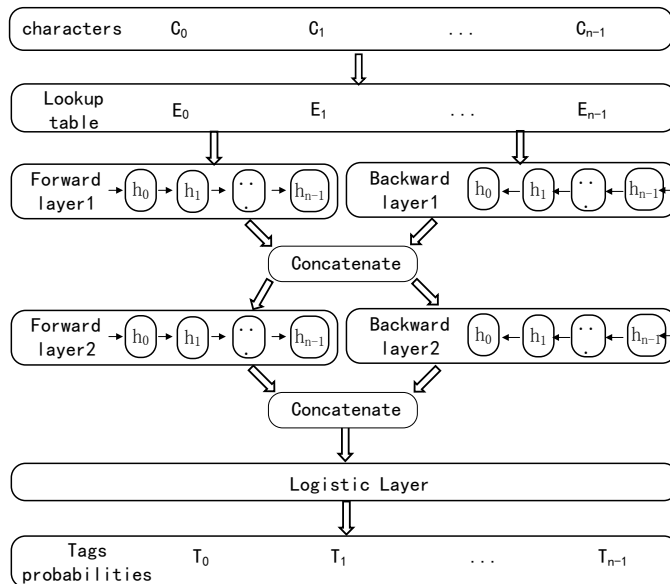 characters C₀ C₁ ... Cₙ₋₁
Lookup
table E₀ E₁ ... Eₙ₋₁
Forward
layer1 h₀ h₁ ... hₙ₋₁
Backward
layer1 h₀ h₁ ... hₙ₋₁
Concatenate
Forward
layer2 h₀ h₁ ... hₙ₋₁
Backward
layer2 h₀ h₁ ... hₙ₋₁
Concatenate
Logistic Layer
Tags
probabilities T₀ T₁ ... Tₙ₋₁